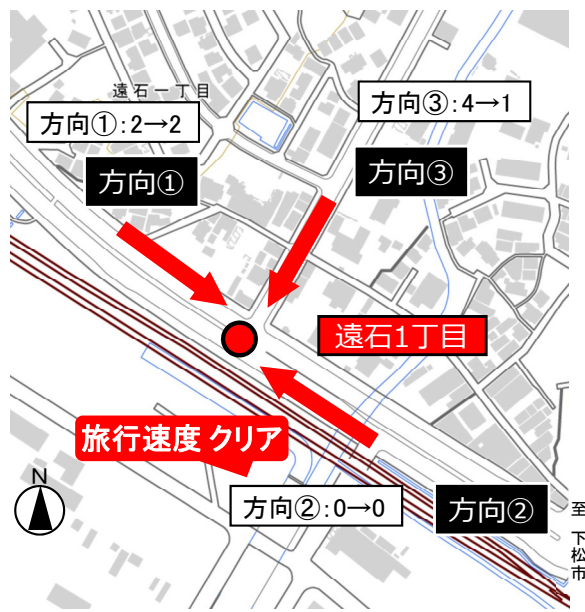 遠石一丁目
方向①:2→2
方向③:4→1
方向①
方向③
遠石1丁目
旅行速度 クリア
N
方向②:0→0
方向②
至
下
松
市